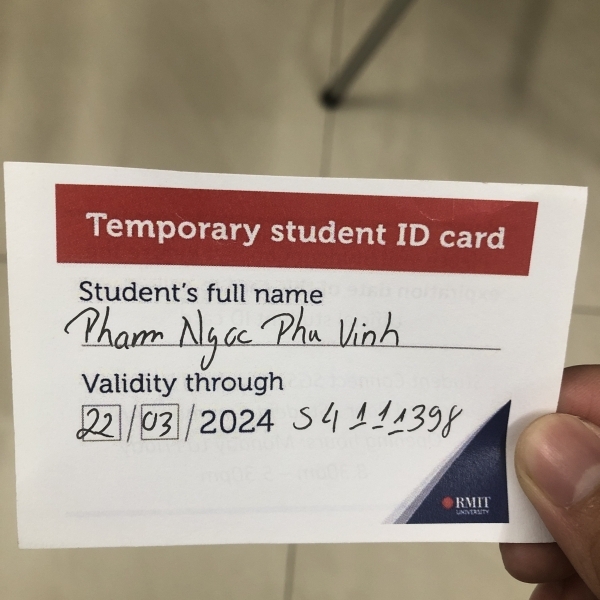 Temporary student ID card
Student's full name
Pham Ngoc Phu Vinh
Validity through
22/03/2024 S4111398
RMIT
UNIVERSITY